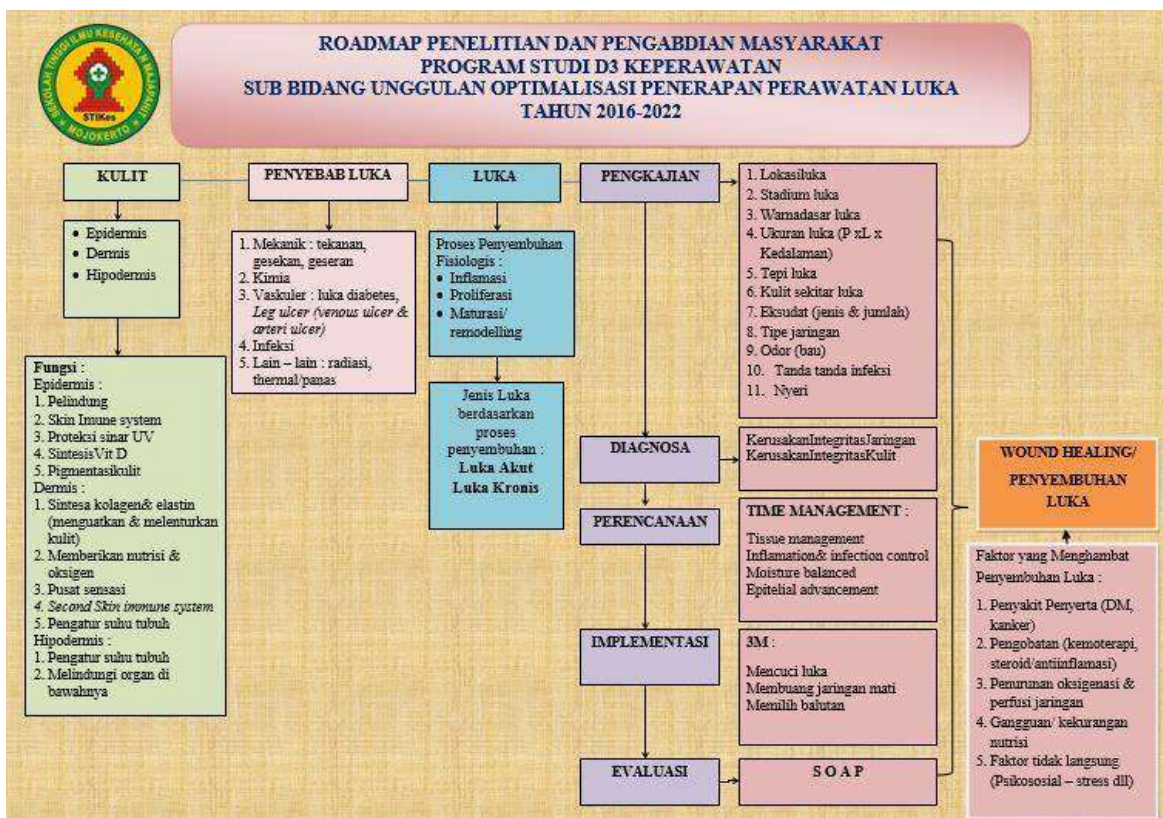 SEKOLAH TINGGI ILMU KESEHATAN MAJAPAHIT
STIKes
MOJOKERTO
ROADMAP PENELITIAN DAN PENGABDIAN MASYARAKAT
PROGRAM STUDI D3 KEPERAWATAN
SUB BIDANG UNGGULAN OPTIMALISASI PENERAPAN PERAWATAN LUKA
TAHUN 2016-2022
KULIT
• Epidermis
• Dermis
• Hipodermis
Fungsi :
Epidermis :
1. Pelindung
2. Skin Imune system
3. Proteksi sinar UV
4. SintesisVit D
5. Pigmentasikulit
Dermis :
1. Sintesa kolagen& elastin
(menguatkan & melenturkan
kulit)
2. Memberikan nutrisi &
oksigen
3. Pusat sensasi
4. Second Skin immune system
5. Pengatur suhu tubuh
Hipodermis :
1. Pengatur suhu tubuh
2. Melindungi organ di
bawahnya
PENYEBAB LUKA
1. Mekanik : tekanan,
gesekan, geseran
2. Kimia
3. Vaskuler : luka diabetes,
Leg ulcer (venous ulcer &
arteri ulcer)
4. Infeksi
5. Lain – lain : radiasi,
thermal/panas
LUKA
Proses Penyembuhan
Fisiologis :
• Inflamasi
• Proliferasi
• Maturasi/
remodelling
Jenis Luka
berdasarkan
proses
penyembuhan :
Luka Akut
Luka Kronis
PENGKAJIAN
1. Lokasiluka
2. Stadium luka
3. Warnadasar luka
4. Ukuran luka (P xL x
Kedalaman)
5. Tepi luka
6. Kulit sekitar luka
7. Eksudat (jenis & jumlah)
8. Tipe jaringan
9. Odor (bau)
10. Tanda tanda infeksi
11. Nyeri
DIAGNOSA
KerusakanIntegritasJaringan
KerusakanIntegritasKulit
PERENCANAAN
TIME MANAGEMENT :
Tissue management
Inflamation& infection control
Moisture balanced
Epitelial advancement
IMPLEMENTASI
3M :
Mencuci luka
Membuang jaringan mati
Memilih balutan
EVALUASI
S O A P
WOUND HEALING/
PENYEMBUHAN
LUKA
Faktor yang Menghambat
Penyembuhan Luka :
1. Penyakit Penyerta (DM,
kanker)
2. Pengobatan (kemoterapi,
steroid/antiinflamasi)
3. Penurunan oksigenasi &
perfusi jaringan
4. Gangguan/ kekurangan
nutrisi
5. Faktor tidak langsung
(Psikososial – stress dll)